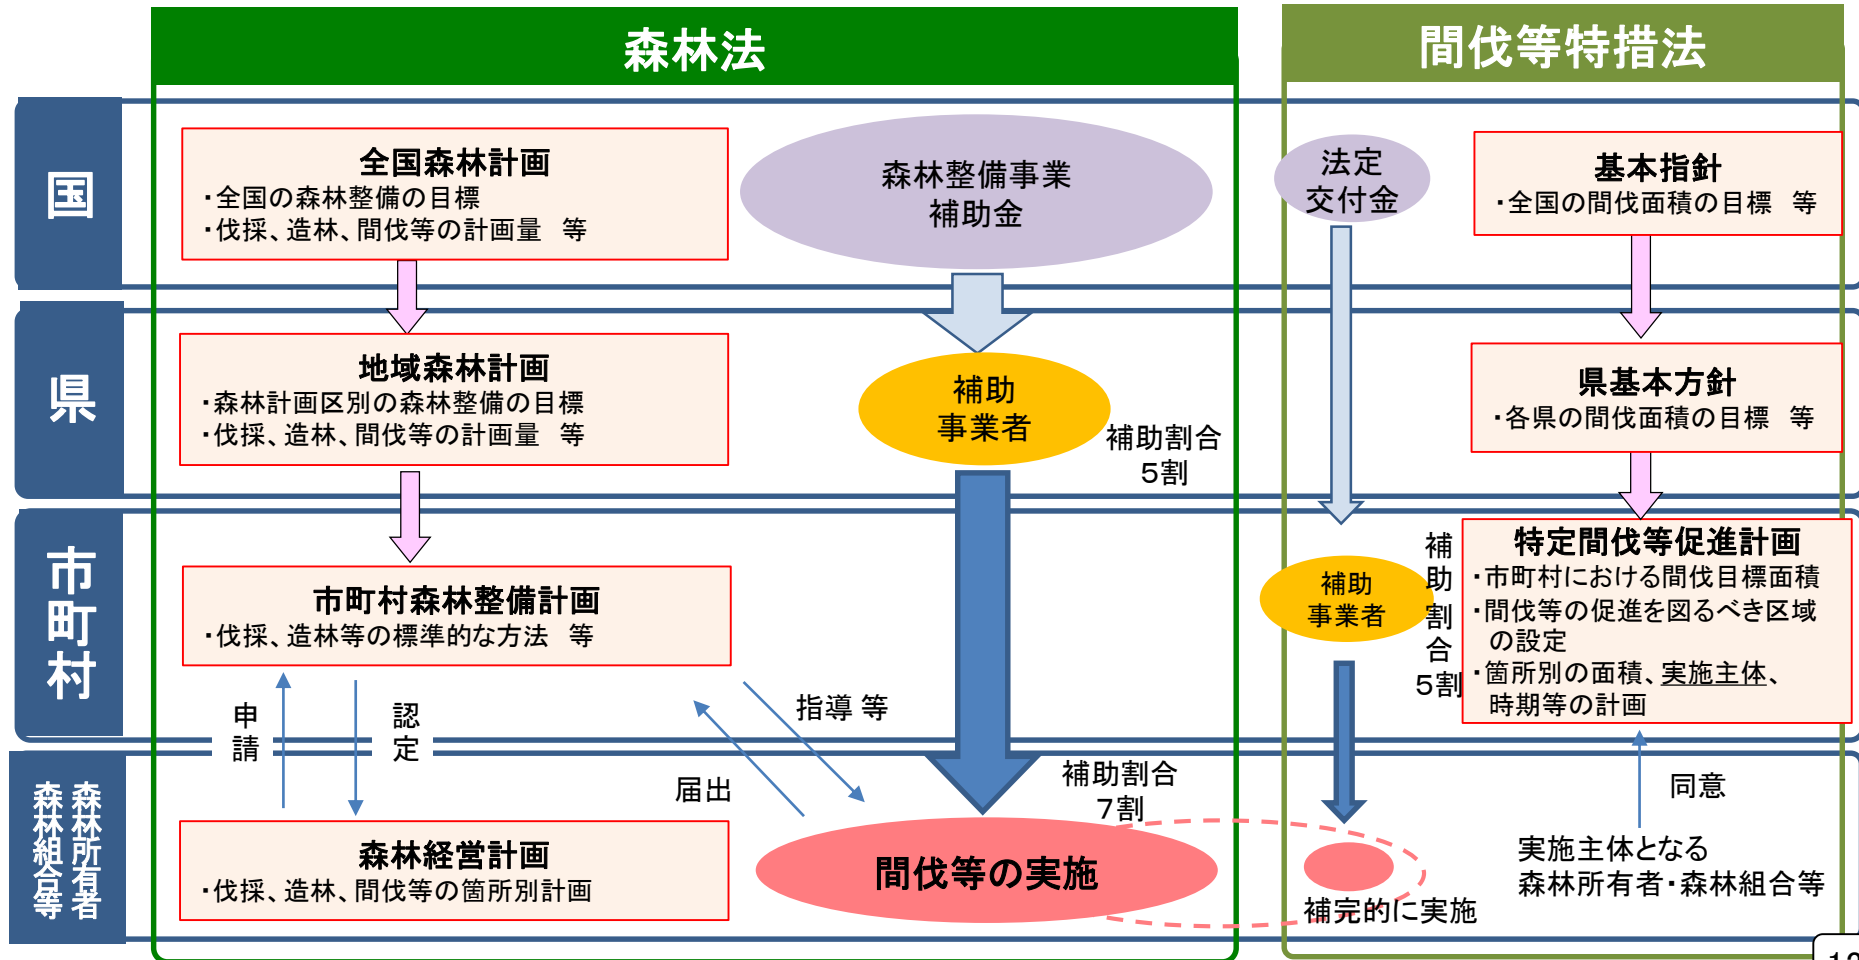 森林法
間伐等特措法
国
全国森林計画
・全国の森林整備の目標
・伐採、造林、間伐等の計画量　等
森林整備事業
補助金
法定
交付金
基本指針
・全国の間伐面積の目標　等
県
地域森林計画
・森林計画区別の森林整備の目標
・伐採、造林、間伐等の計画量　等
補助
事業者
補助割合
5割
県基本方針
・各県の間伐面積の目標　等
市町村
市町村森林整備計画
・伐採、造林等の標準的な方法　等
補助
事業者
補助割合
5割
特定間伐等促進計画
・市町村における間伐目標面積
・間伐等の促進を図るべき区域
の設定
・箇所別の面積、実施主体、
時期等の計画
申請
認定
届出
指導 等
補助割合
7割
同意
森林所有者
森林組合等
森林経営計画
・伐採、造林、間伐等の箇所別計画
間伐等の実施
補完的に実施
実施主体となる
森林所有者・森林組合等